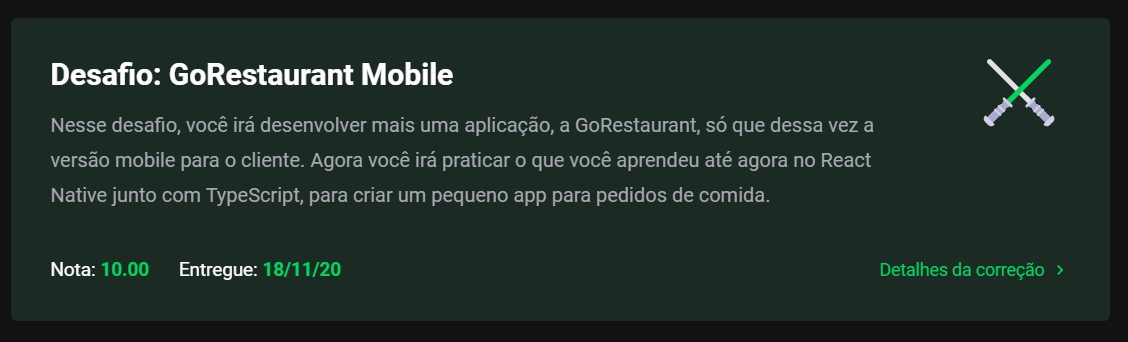 Desafio: GoRestaurant Mobile
Nesse desafio, você irá desenvolver mais uma aplicação, a GoRestaurant, só que dessa vez a
versão mobile para o cliente. Agora você irá praticar o que você aprendeu até agora no React
Native junto com TypeScript, para criar um pequeno app para pedidos de comida.
Nota: 10.00 Entregue: 18/11/20 Detalhes da correção